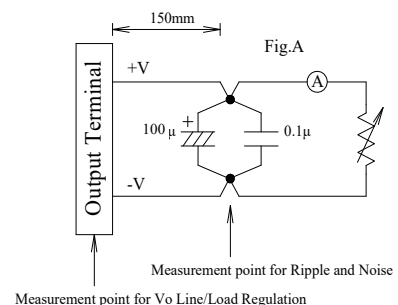 150mm
Fig.A
+V
A
Output Terminal
+
100 μ
0.1μ
-V
Measurement point for Ripple and Noise
Measurement point for Vo Line/Load Regulation